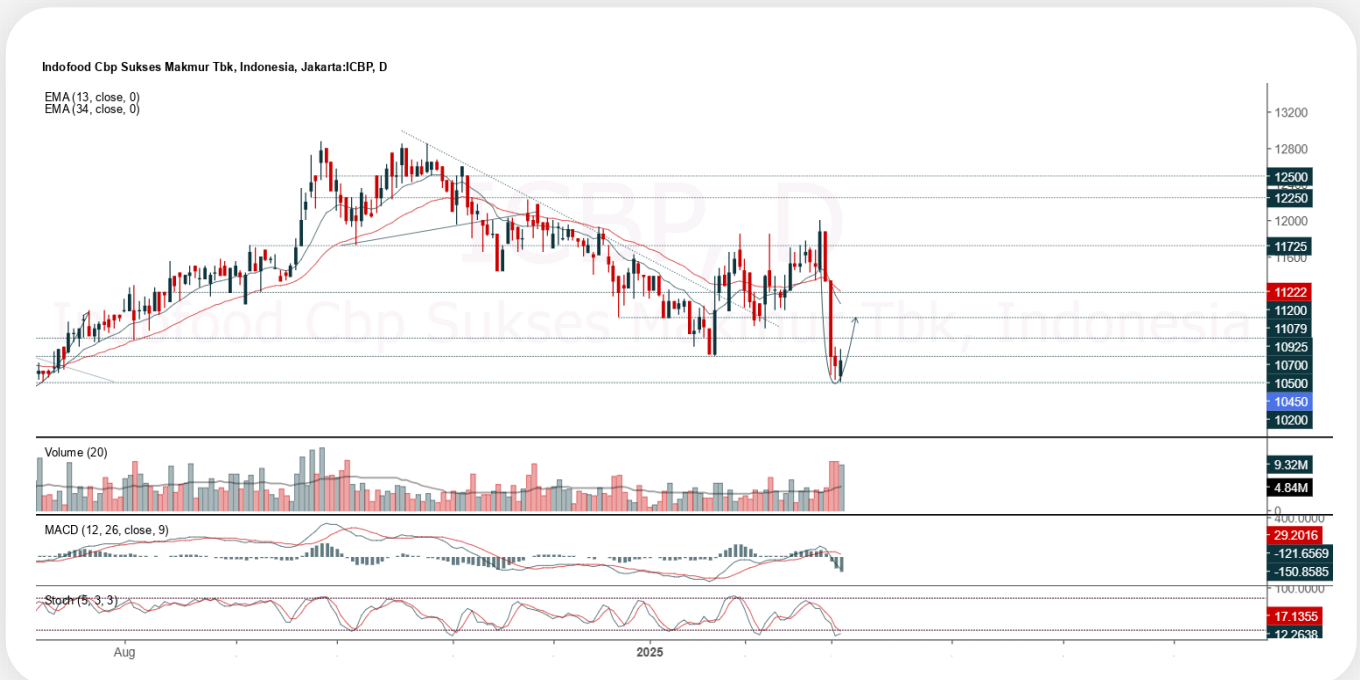 Indofood Cbp Sukses Makmur Tbk, Indonesia, Jakarta:ICBP, D
EMA (13, close, 0)
EMA (34, close, 0)
ICBP, D
Indofood Cbp Sukses Makmur Tbk, Indonesia
13200
12800
12500
12250
12000
11725
11600
11222
11200
11079
10925
10700
10500
10450
10200
Volume (20)
9.32M
4.84M
0
MACD (12, 26, close, 9)
400.0000
29.2016
-121.6569
-150.8585
Stoch (5, 3, 3)
100.0000
17.1355
12.2638
Aug
2025